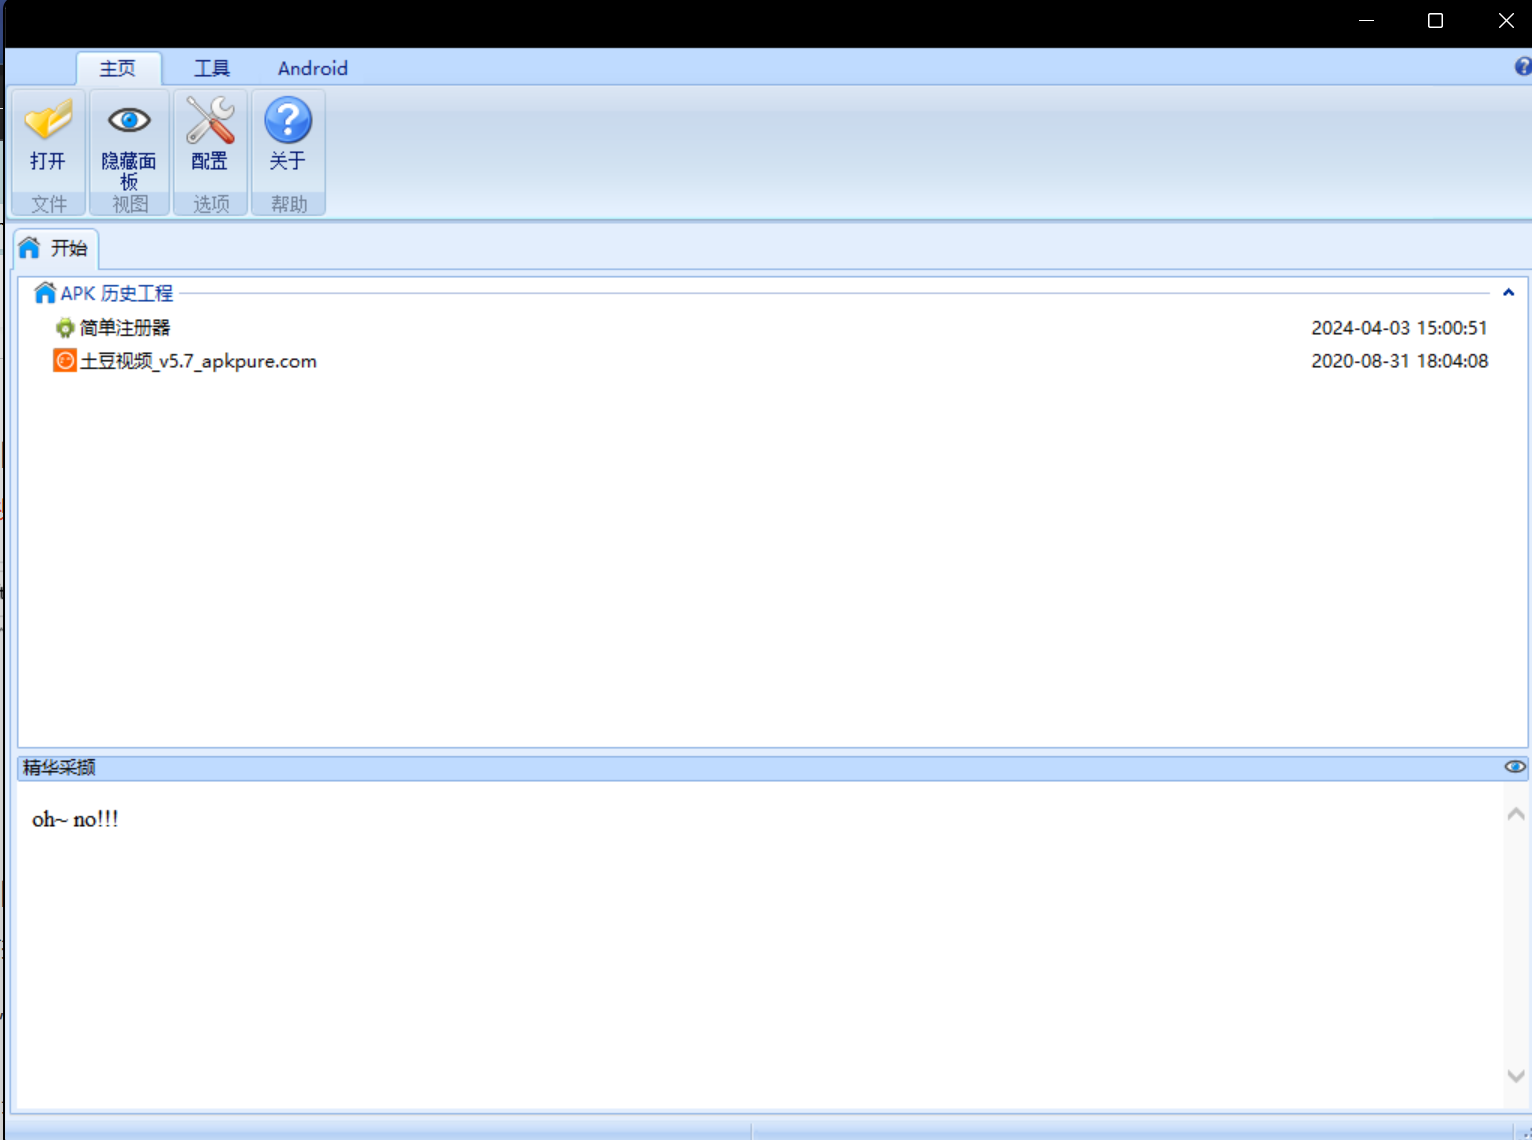 主页 工具 Android
打开 隐藏面板 配置 关于
文件 视图 选项 帮助
开始
APK 历史工程
简单注册器 2024-04-03 15:00:51
土豆视频_v5.7_apkpure.com 2020-08-31 18:04:08
精华采撷
oh~ no!!!